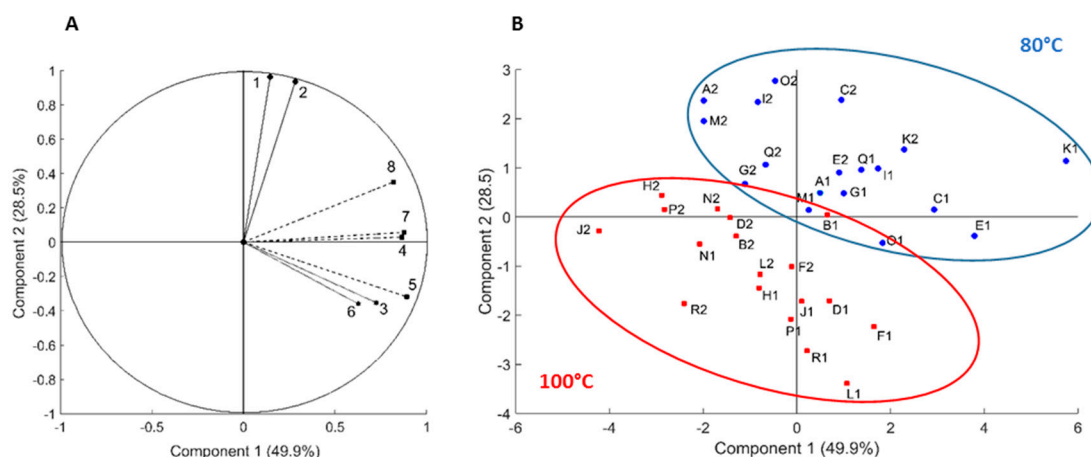 A
1
0.8
0.6
0.4
0.2
0
-0.2
-0.4
-0.6
-0.8
-1
Component 2 (28.5%)
1
2
8
7
4
5
6
3
-1
-0.5
0
0.5
1
Component 1 (49.9%)
B
80°C
100°C
3
2
1
0
-1
-2
-3
-4
Component 2 (28.5)
O2
A2
I2
C2
M2
K2
K1
Q2
E2
Q1
I1
G2
A1
G1
M1
C1
H2
P2
N2
B1
E1
D2
O1
J2
B2
N1
L2
F2
H1
R2
J1
D1
P1
F1
R1
L1
-6
-4
-2
0
2
4
6
Component 1 (49.9%)